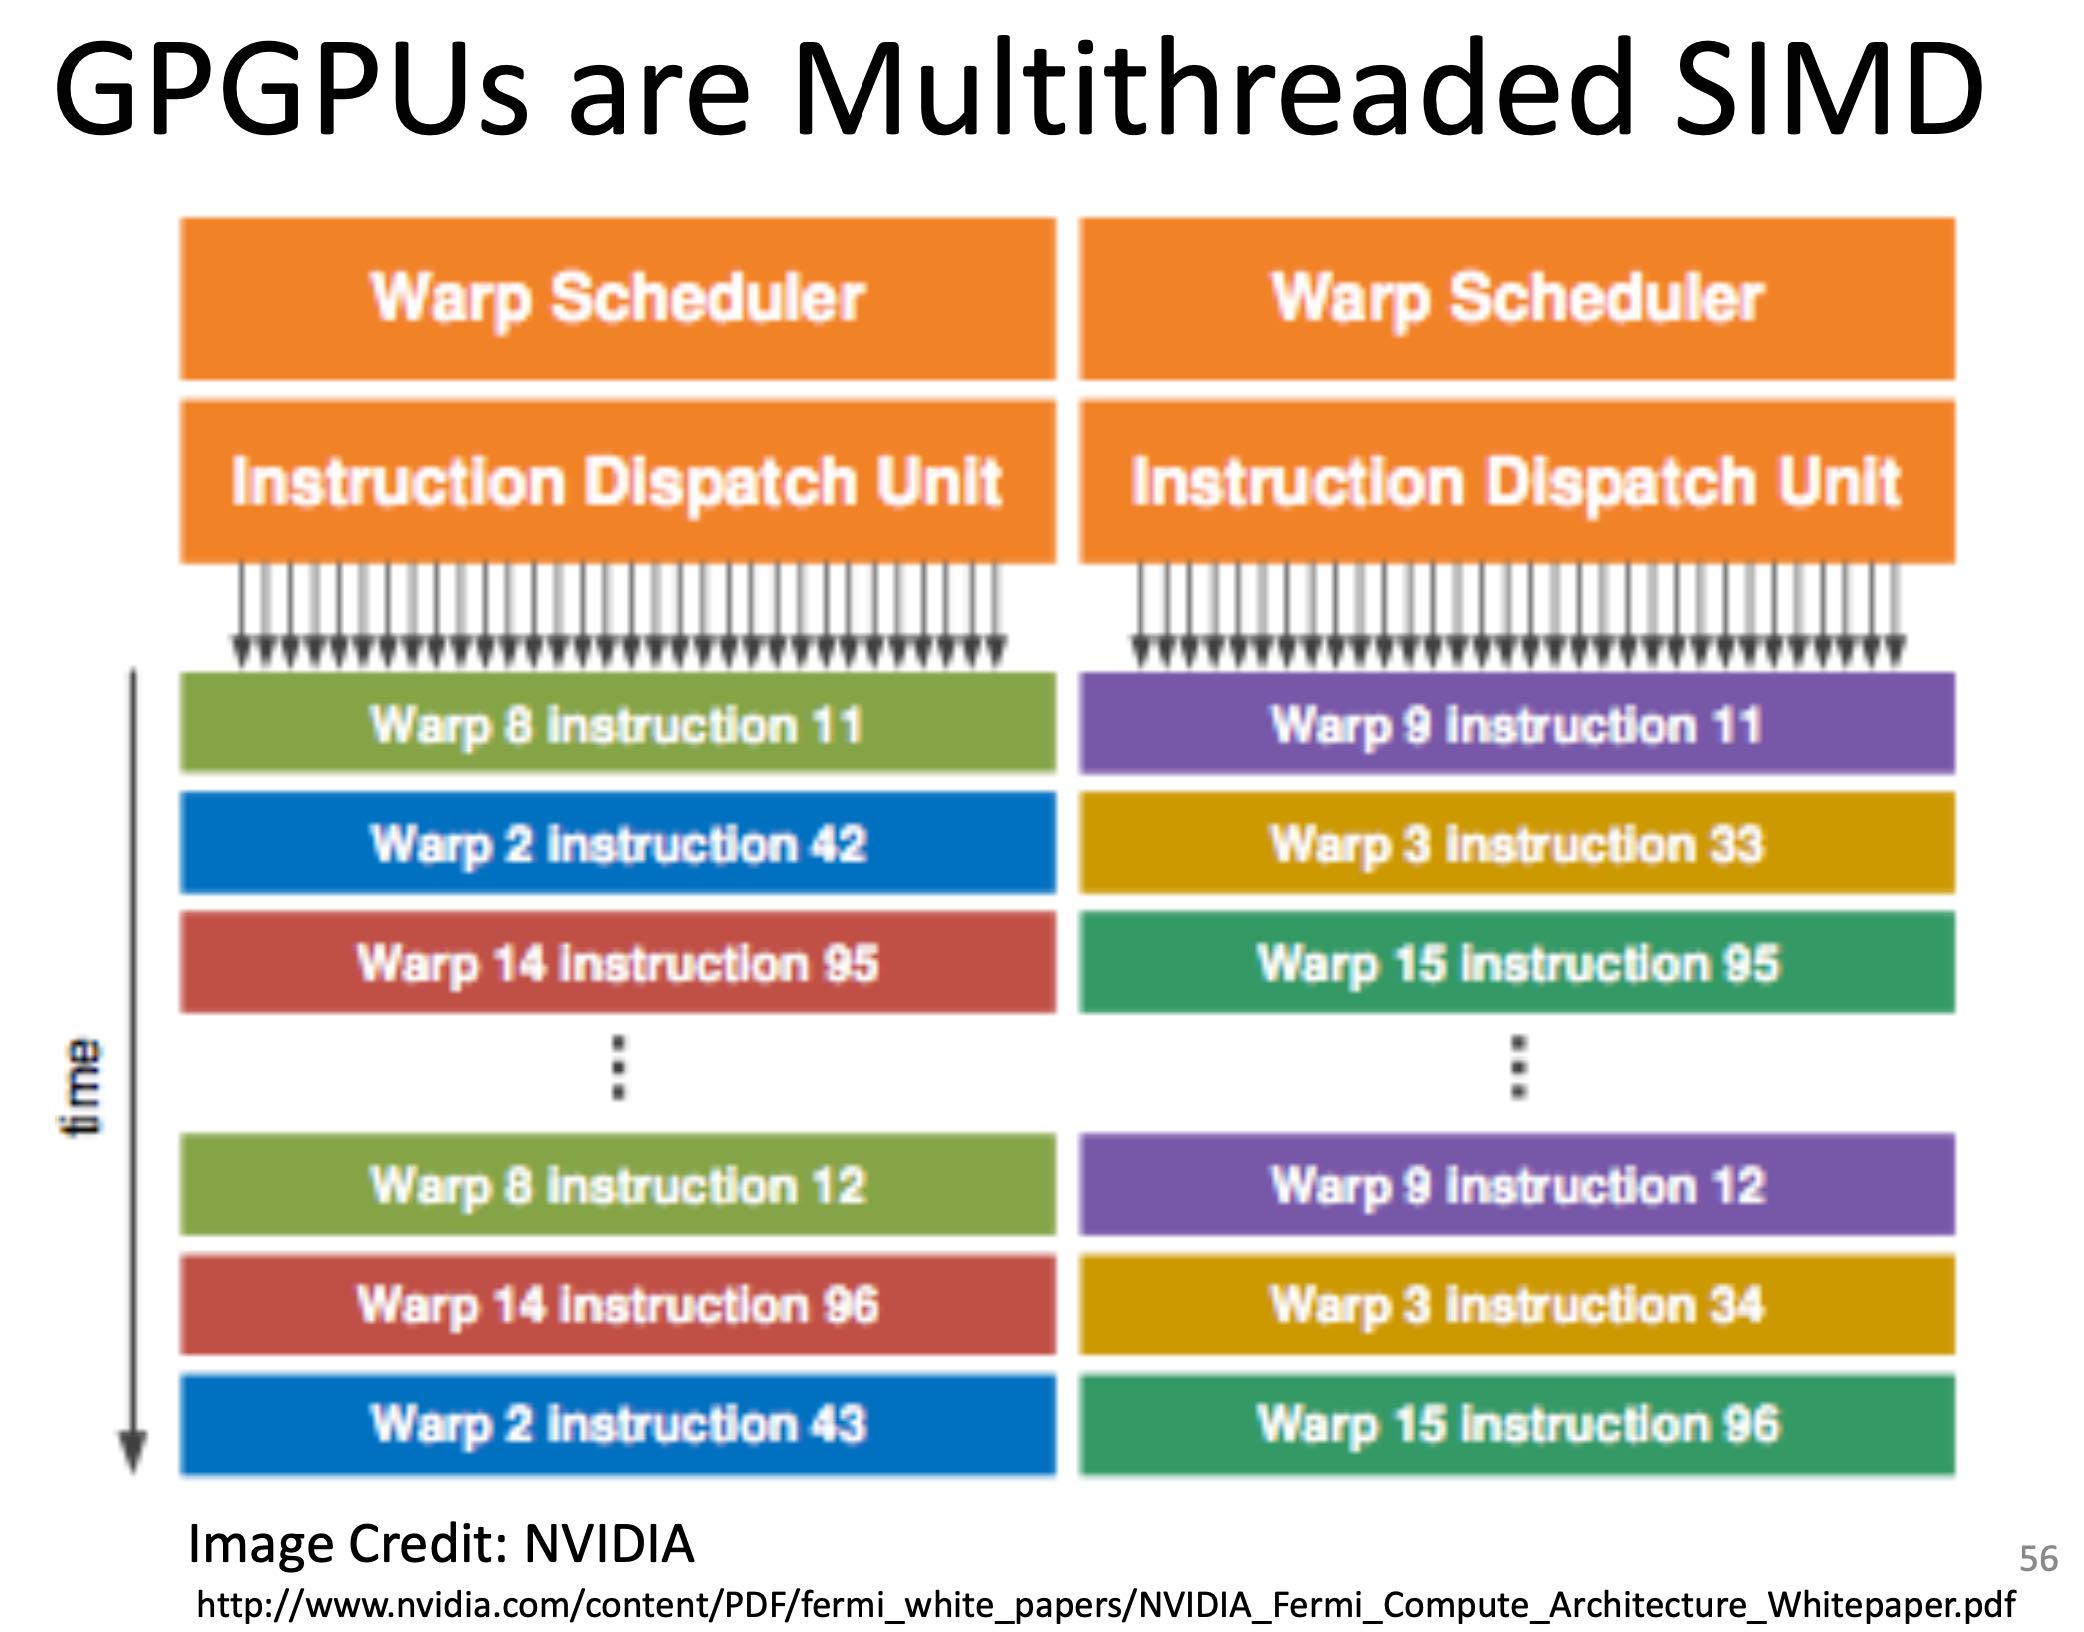 GPGPUs are Multithreaded SIMD
Warp Scheduler
Warp Scheduler
Instruction Dispatch Unit
Instruction Dispatch Unit
Warp 8 instruction 11
Warp 9 instruction 11
Warp 2 instruction 42
Warp 3 instruction 33
Warp 14 instruction 95
Warp 15 instruction 95
time
Warp 8 instruction 12
Warp 9 instruction 12
Warp 14 instruction 96
Warp 3 instruction 34
Warp 2 instruction 43
Warp 15 instruction 96
Image Credit: NVIDIA
56
http://www.nvidia.com/content/PDF/fermi_white_papers/NVIDIA_Fermi_Compute_Architecture_Whitepaper.pdf